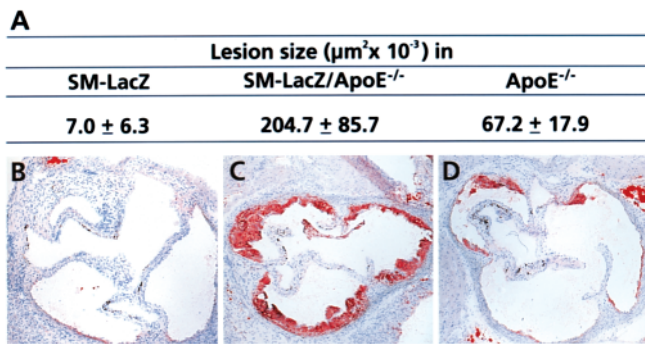 A
Lesion size (μm²x 10⁻³) in
SM-LacZ SM-LacZ/ApoE⁻/⁻ ApoE⁻/⁻
7.0 ± 6.3 204.7 ± 85.7 67.2 ± 17.9
B C D